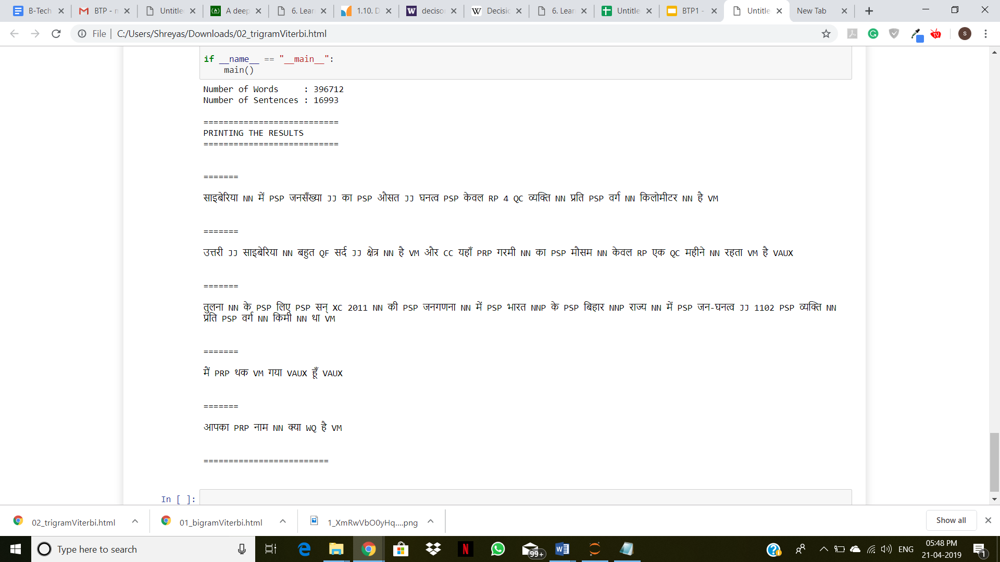 B-Tech
BTP - n
Untitle
A deep
6. Lear
1.10. D
decisor
Decisic
6. Lear
Untitle
BTP1 -
Untitle
New Tab
File | C:/Users/Shreyas/Downloads/02_trigramViterbi.html
if __name__ == "__main__":
main()
Number of Words : 396712
Number of Sentences : 16993
===========================
PRINTING THE RESULTS
===========================
=======
साइबेरिया NN में PSP जनसँख्या JJ का PSP औसत JJ घनत्व PSP केवल RP 4 QC व्यक्ति NN प्रति PSP वर्ग NN किलोमीटर NN है VM
=======
उत्तरी JJ साइबेरिया NN बहुत QF सर्द JJ क्षेत्र NN है VM और CC यहाँ PRP गरमी NN का PSP मौसम NN केवल RP एक QC महीने NN रहता VM है VAUX
=======
तुलना NN के PSP लिए PSP सन् XC 2011 NN की PSP जनगणना NN में PSP भारत NNP के PSP बिहार NNP राज्य NN में PSP जन-घनत्व JJ 1102 PSP व्यक्ति NN
प्रति PSP वर्ग NN किमी NN था VM
=======
मैं PRP थक VM गया VAUX हूँ VAUX
=======
आपका PRP नाम NN क्या WQ है VM
=========================
In [ ]:
02_trigramViterbi.html
01_bigramViterbi.html
1_XmRwVbO0yHq....png
Show all
Type here to search
99+
ENG
05:48 PM
21-04-2019
1